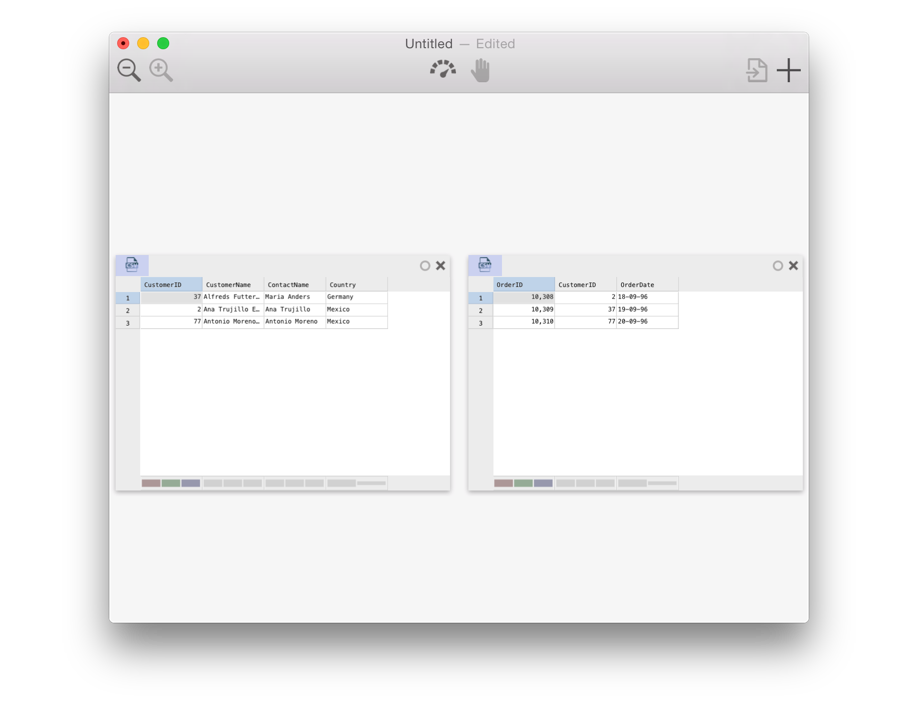 Untitled — Edited
CustomerID CustomerName ContactName Country
1 37 Alfreds Futter… Maria Anders Germany
2 2 Ana Trujillo E… Ana Trujillo Mexico
3 77 Antonio Moreno… Antonio Moreno Mexico
OrderID CustomerID OrderDate
1 10,308 2 18-09-96
2 10,309 37 19-09-96
3 10,310 77 20-09-96